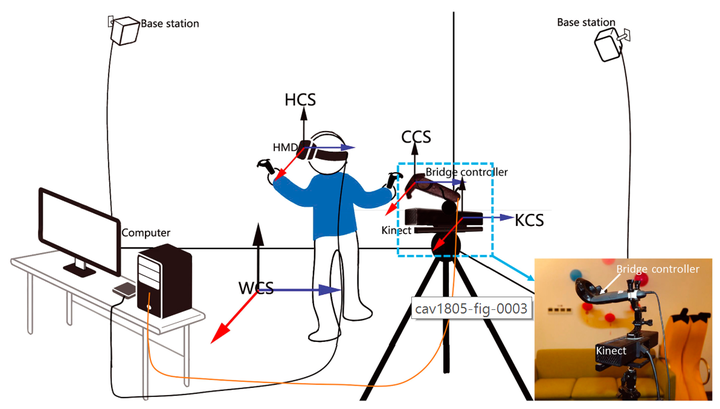 Base station
Base station
HCS
HMD
CCS
Bridge controller
Kinect
KCS
Computer
WCS
cav1805-fig-0003
Bridge controller
Kinect